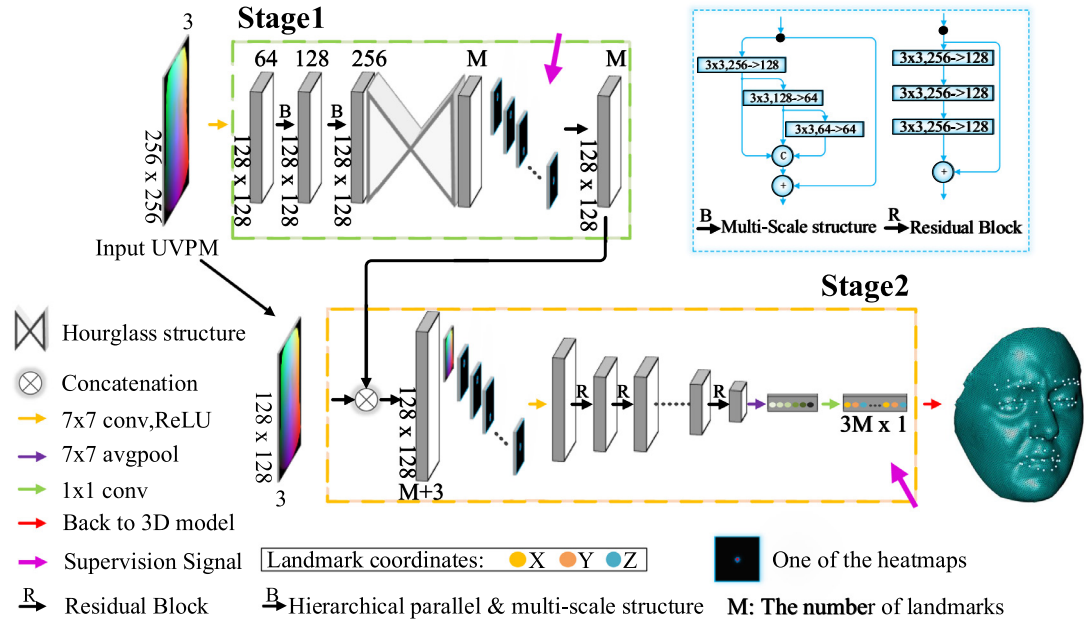 Stage1
3
256 x 256
Input UVPM
64
128
256
M
M
B
B
128 x 128
128 x 128
128 x 128
128 x 128
3x3,256->128
3x3,128->64
3x3,64->64
C
+
B
Multi-Scale structure
3x3,256->128
3x3,256->128
3x3,256->128
+
R
Residual Block
Stage2
128 x 128
3
128 x 128
M+3
R
R
R
3M x 1
Hourglass structure
Concatenation
7x7 conv,ReLU
7x7 avgpool
1x1 conv
Back to 3D model
Supervision Signal
Landmark coordinates: X Y Z
One of the heatmaps
R
Residual Block
B
Hierarchical parallel & multi-scale structure
M: The number of landmarks